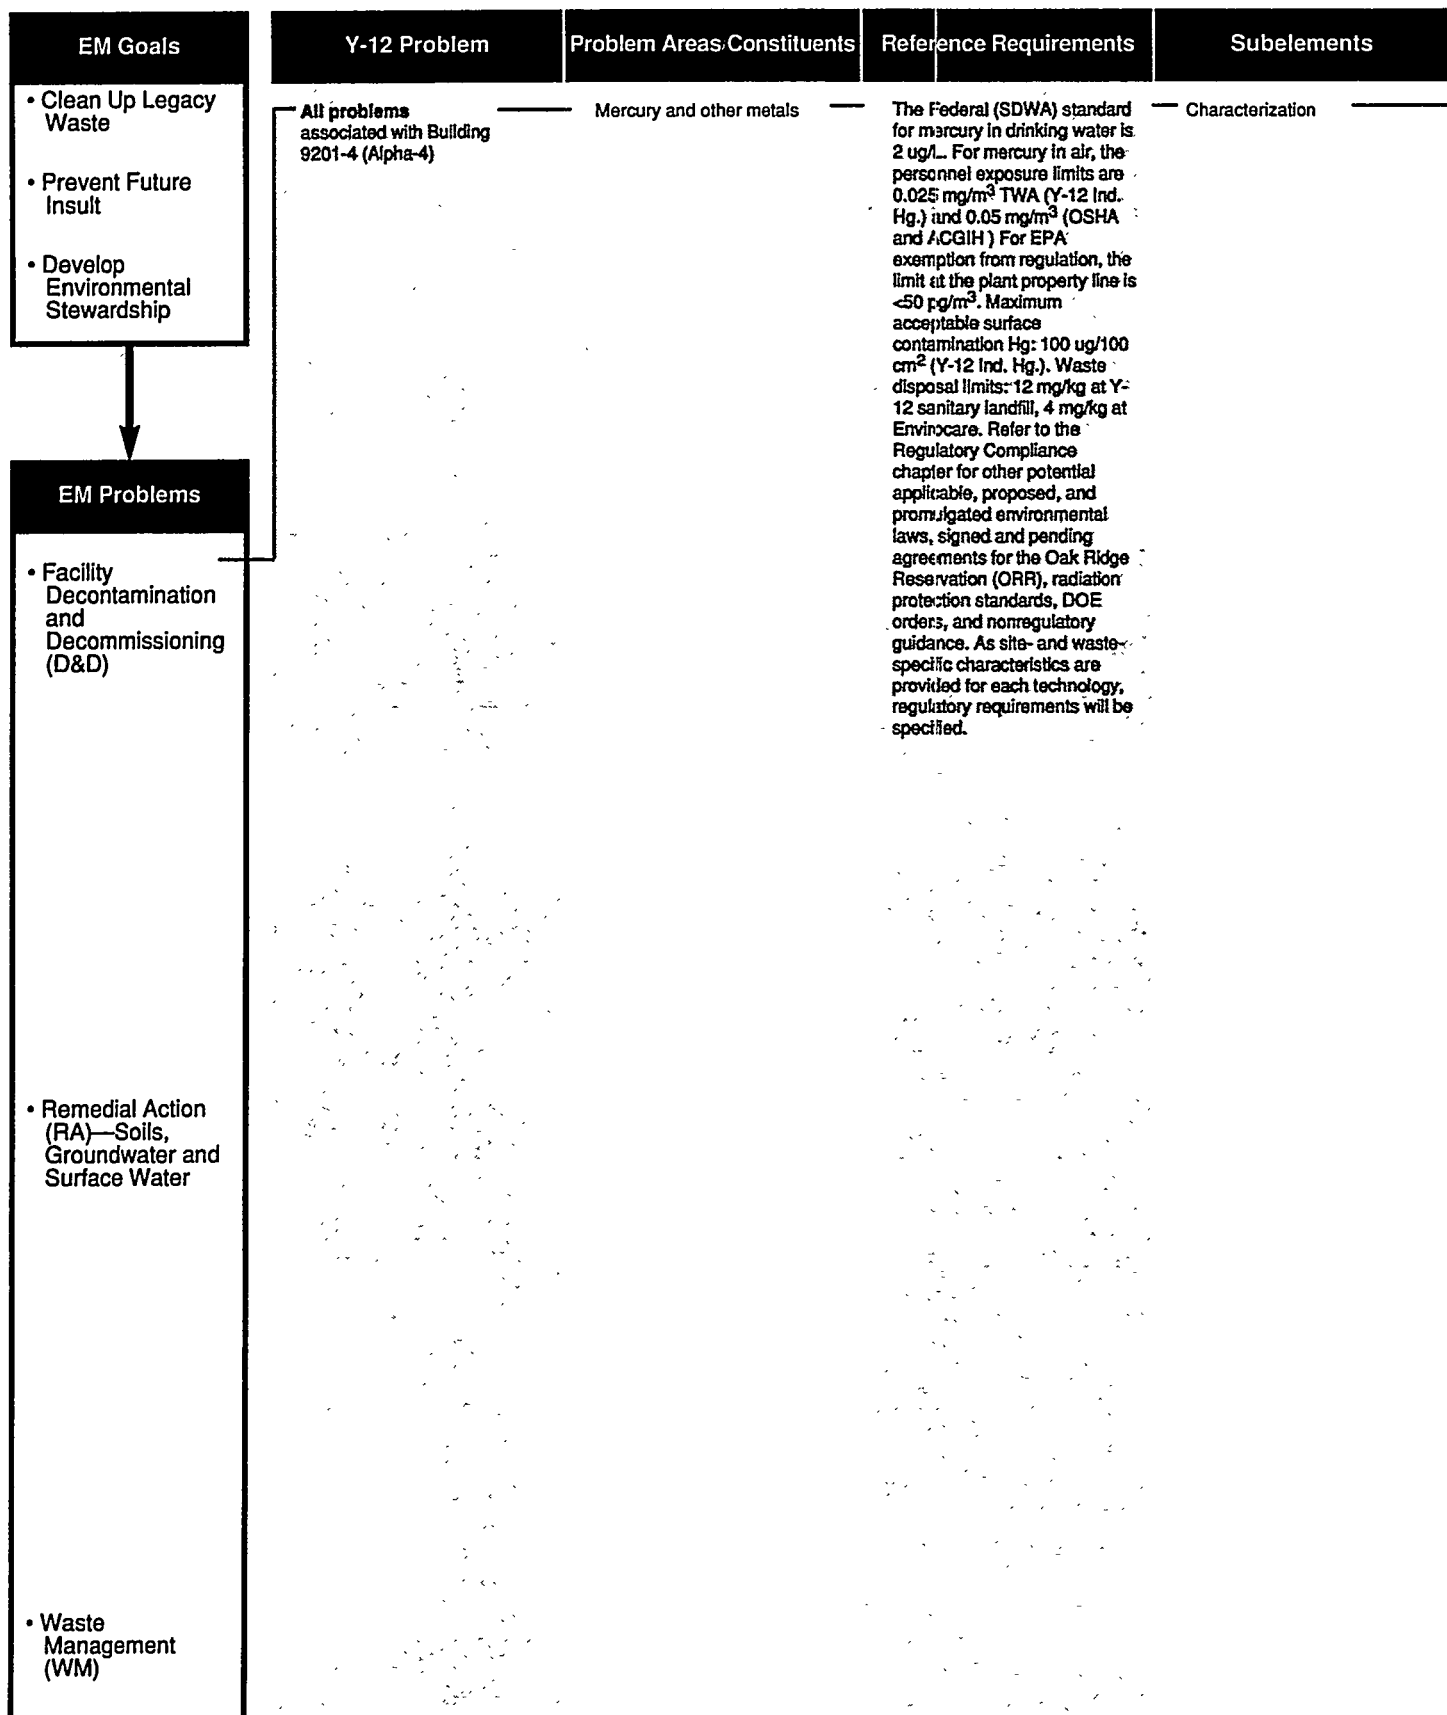 EM Goals
• Clean Up Legacy
Waste
• Prevent Future
Insult
• Develop
Environmental
Stewardship
EM Problems
• Facility
Decontamination
and
Decommissioning
(D&D)
• Remedial Action
(RA)—Soils,
Groundwater and
Surface Water
• Waste
Management
(WM)
Y-12 Problem
All problems
associated with Building
9201-4 (Alpha-4)
Problem Areas/Constituents
Mercury and other metals
Reference Requirements
The Federal (SDWA) standard
for mercury in drinking water is
2 ug/L. For mercury in air, the
personnel exposure limits are
0.025 mg/m³ TWA (Y-12 Ind.
Hg.) and 0.05 mg/m³ (OSHA
and ACGIH ) For EPA
exemption from regulation, the
limit at the plant property line is
<50 pg/m³. Maximum
acceptable surface
contamination Hg: 100 ug/100
cm² (Y-12 Ind. Hg.). Waste
disposal limits: 12 mg/kg at Y-
12 sanitary landfill, 4 mg/kg at
Envirocare. Refer to the
Regulatory Compliance
chapter for other potential
applicable, proposed, and
promulgated environmental
laws, signed and pending
agreements for the Oak Ridge
Reservation (ORR), radiation
protection standards, DOE
orders, and nonregulatory
guidance. As site- and waste-
specific characteristics are
provided for each technology,
regulatory requirements will be
specified.
Subelements
Characterization